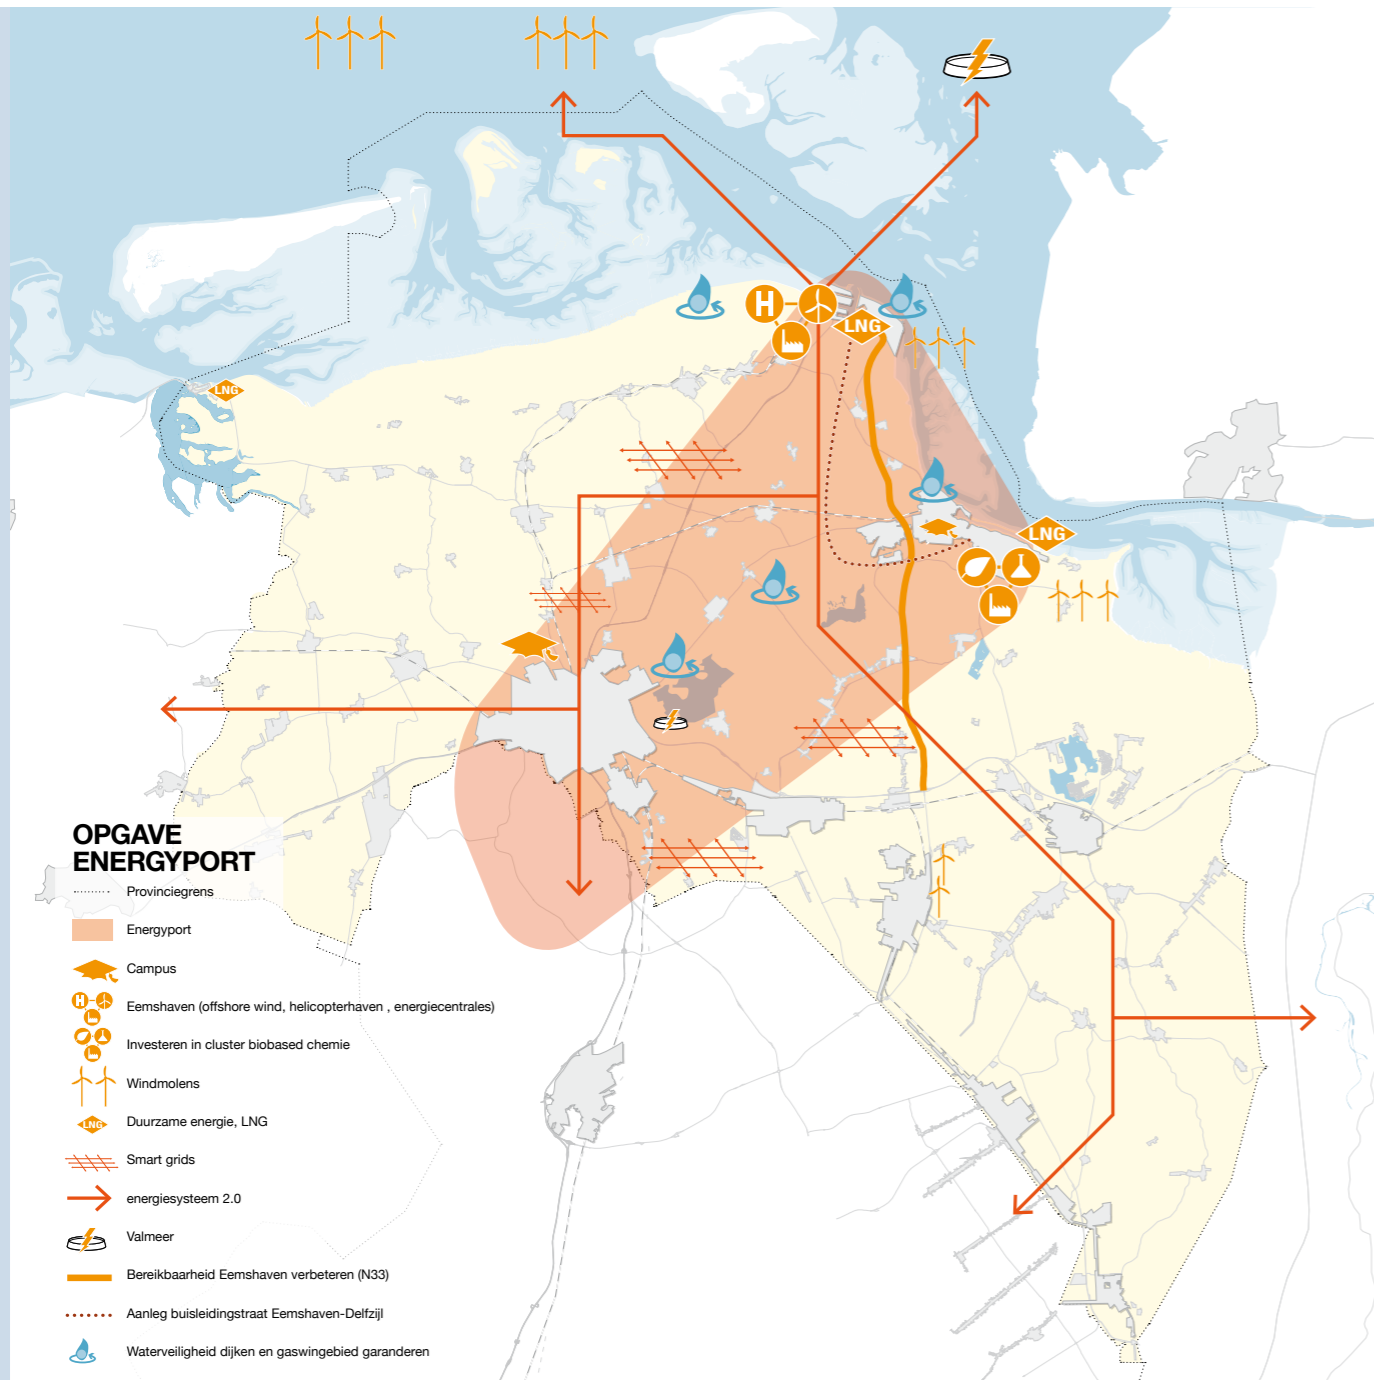 H
LNG
LNG
LNG
OPGAVE
ENERGYPORT
Provinciegrens
Energyport
Campus
H
Eemshaven (offshore wind, helicopterhaven , energiecentrales)
Investeren in cluster biobased chemie
Windmolens
LNG
Duurzame energie, LNG
Smart grids
energiesysteem 2.0
Valmeer
Bereikbaarheid Eemshaven verbeteren (N33)
Aanleg buisleidingstraat Eemshaven-Delfzijl
Waterveiligheid dijken en gaswingebied garanderen